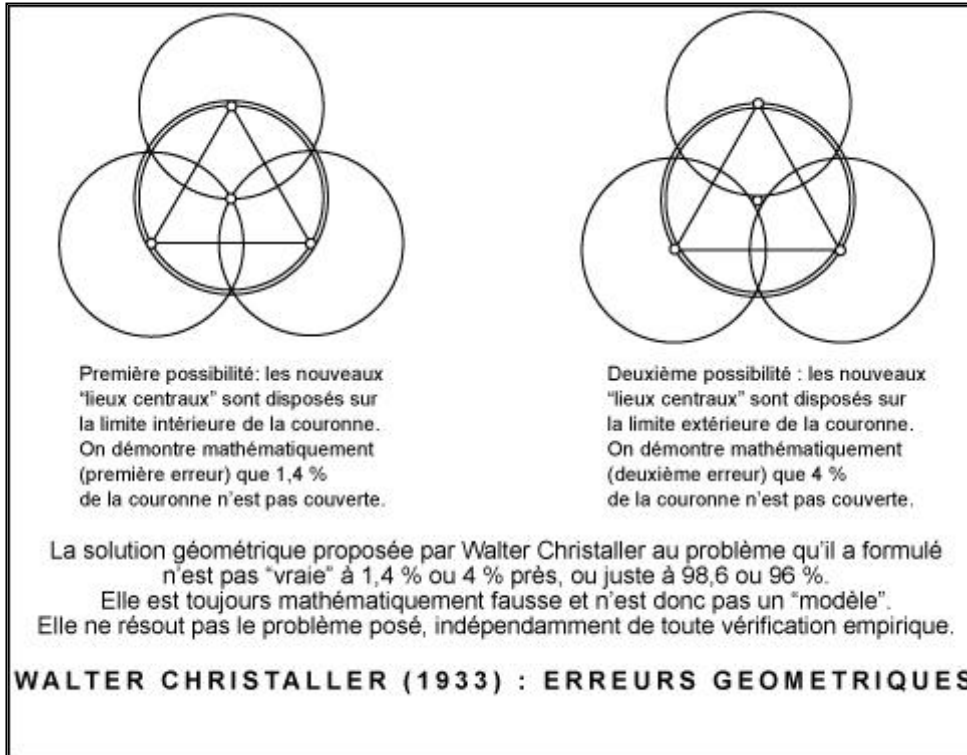 Première possibilité: les nouveaux
“lieux centraux” sont disposés sur
la limite intérieure de la couronne.
On démontre mathématiquement
(première erreur) que 1,4 %
de la couronne n’est pas couverte.
Deuxième possibilité : les nouveaux
“lieux centraux” sont disposés sur
la limite extérieure de la couronne.
On démontre mathématiquement
(deuxième erreur) que 4 %
de la couronne n’est pas couverte.
La solution géométrique proposée par Walter Christaller au problème qu’il a formulé
n’est pas “vraie” à 1,4 % ou 4 % près, ou juste à 98,6 ou 96 %.
Elle est toujours mathématiquement fausse et n’est donc pas un “modèle”.
Elle ne résout pas le problème posé, indépendamment de toute vérification empirique.
WALTER CHRISTALLER (1933) : ERREURS GEOMETRIQUES